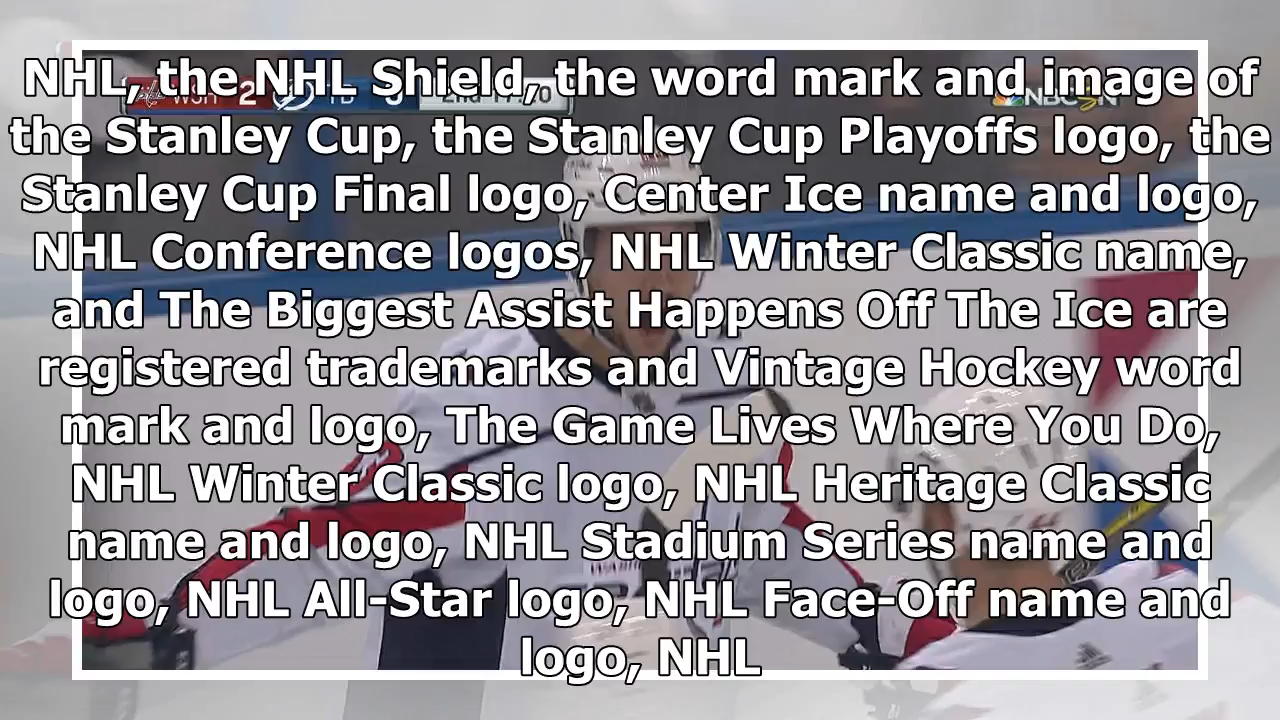 NHL, the NHL Shield, the word mark and image of
the Stanley Cup, the Stanley Cup Playoffs logo, the
Stanley Cup Final logo, Center Ice name and logo,
NHL Conference logos, NHL Winter Classic name,
and The Biggest Assist Happens Off The Ice are
registered trademarks and Vintage Hockey word
mark and logo, The Game Lives Where You Do,
NHL Winter Classic logo, NHL Heritage Classic
name and logo, NHL Stadium Series name and
logo, NHL All-Star logo, NHL Face-Off name and
logo, NHL
WSH 2 TB
NBCSN